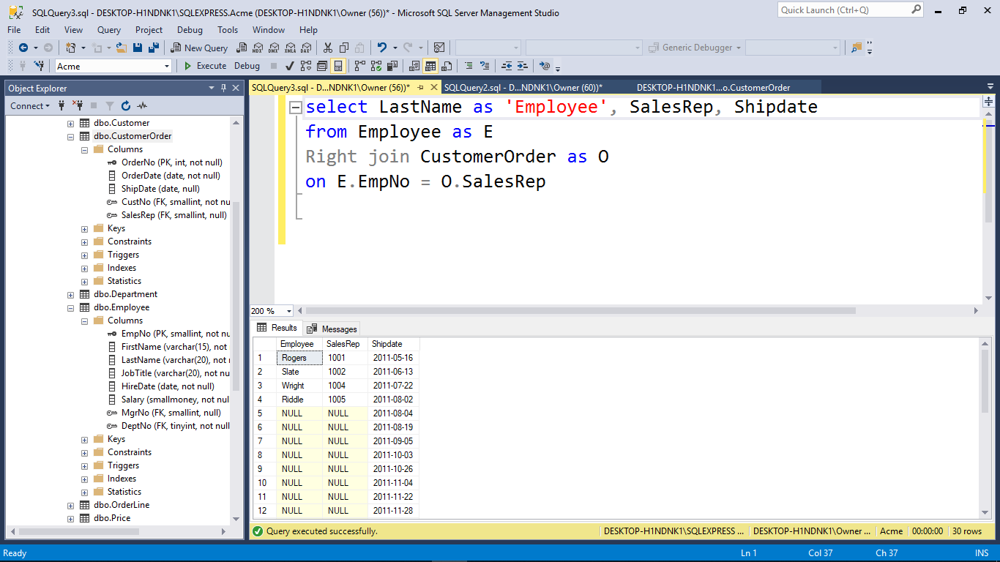 SQLQuery3.sql - DESKTOP-H1NDNK1\SQLEXPRESS.Acme (DESKTOP-H1NDNK1\Owner (56))* - Microsoft SQL Server Management Studio
Quick Launch (Ctrl+Q)
File Edit View Query Project Debug Tools Window Help
New Query MDX DMX XMLA DAX Generic Debugger
Acme Execute Debug
Object Explorer
Connect
dbo.Customer
dbo.CustomerOrder
Columns
OrderNo (PK, int, not null)
OrderDate (date, not null)
ShipDate (date, null)
CustNo (FK, smallint, not nu
SalesRep (FK, smallint, null)
Keys
Constraints
Triggers
Indexes
Statistics
dbo.Department
dbo.Employee
Columns
EmpNo (PK, smallint, not nu
FirstName (varchar(15), not
LastName (varchar(20), not
JobTitle (varchar(20), not nu
HireDate (date, not null)
Salary (smallmoney, not nul
MgrNo (FK, smallint, null)
DeptNo (FK, tinyint, not null
Keys
Constraints
Triggers
Indexes
Statistics
dbo.OrderLine
dbo.Price
SQLQuery3.sql - D...NDNK1\Owner (56))* SQLQuery2.sql - D...NDNK1\Owner (60))* DESKTOP-H1NDNK1...o.CustomerOrder
select LastName as 'Employee', SalesRep, Shipdate
from Employee as E
Right join CustomerOrder as O
on E.EmpNo = O.SalesRep
200 %
Results Messages
Employee SalesRep Shipdate
1 Rogers 1001 2011-05-16
2 Slate 1002 2011-06-13
3 Wright 1004 2011-07-22
4 Riddle 1005 2011-08-02
5 NULL NULL 2011-08-04
6 NULL NULL 2011-08-19
7 NULL NULL 2011-09-05
8 NULL NULL 2011-10-03
9 NULL NULL 2011-10-26
10 NULL NULL 2011-11-04
11 NULL NULL 2011-11-22
12 NULL NULL 2011-11-28
Query executed successfully. DESKTOP-H1NDNK1\SQLEXPRESS ... DESKTOP-H1NDNK1\Owner ... Acme 00:00:00 30 rows
Ready Ln 1 Col 37 Ch 37 INS